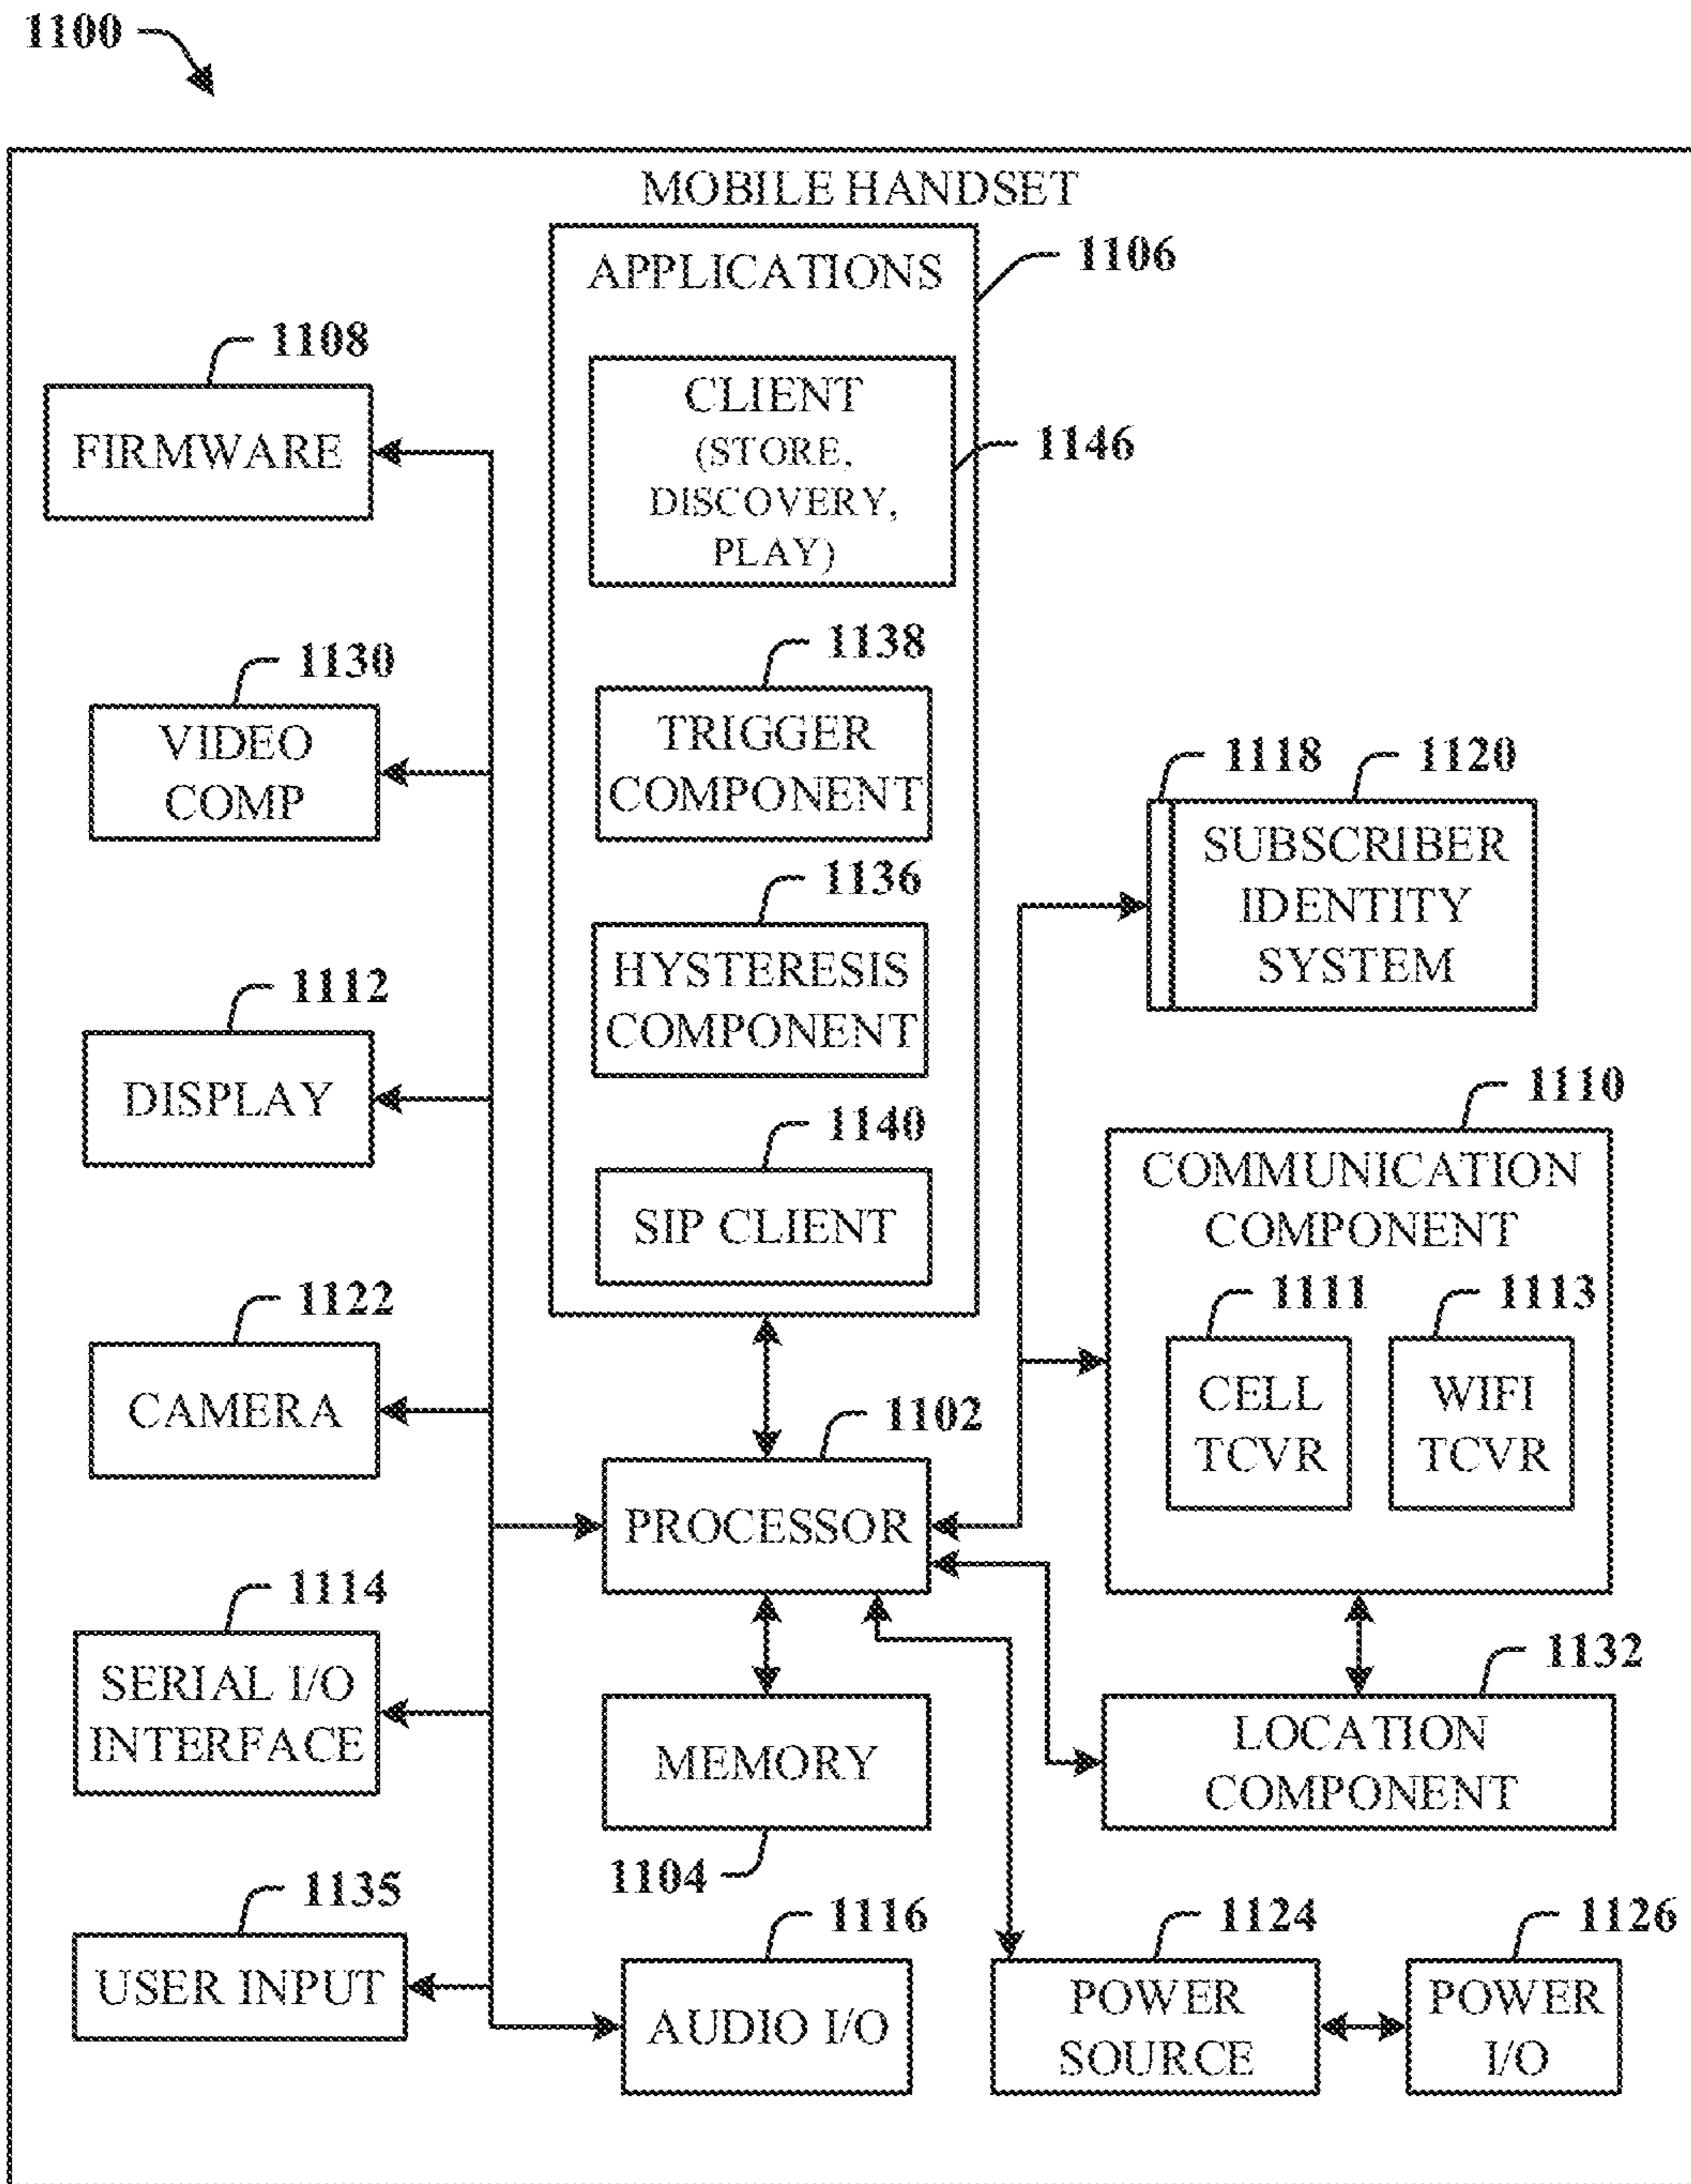 1100
MOBILE HANDSET
APPLICATIONS
1106
CLIENT
(STORE,
DISCOVERY,
PLAY)
1146
1138
TRIGGER
COMPONENT
1136
HYSTERESIS
COMPONENT
1140
SIP CLIENT
1108
FIRMWARE
1130
VIDEO
COMP
1112
DISPLAY
1122
CAMERA
1114
SERIAL I/O
INTERFACE
1135
USER INPUT
1102
PROCESSOR
MEMORY
1104
1116
AUDIO I/O
1118
1120
SUBSCRIBER
IDENTITY
SYSTEM
1110
COMMUNICATION
COMPONENT
1111
CELL
TCVR
1113
WIFI
TCVR
1132
LOCATION
COMPONENT
1124
POWER
SOURCE
1126
POWER
I/O